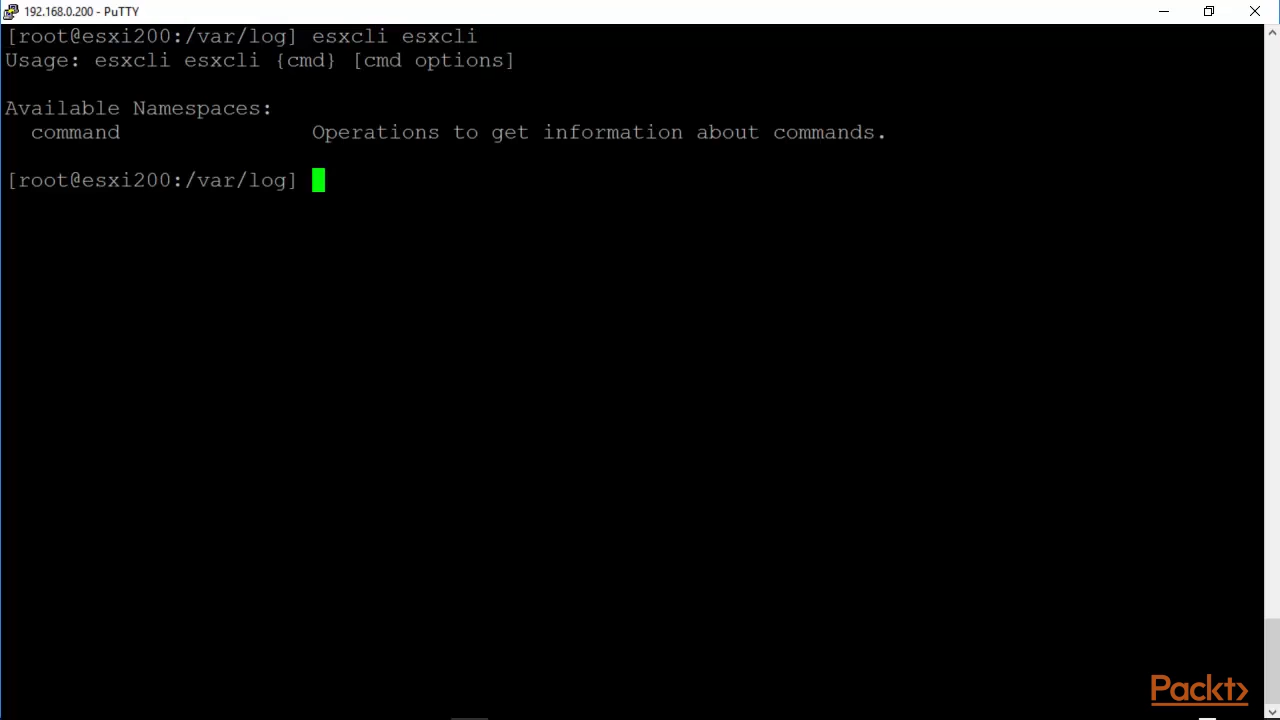 192.168.0.200 - PuTTY
[root@esxi200:/var/log] esxcli esxcli
Usage: esxcli esxcli {cmd} [cmd options]
Available Namespaces:
command Operations to get information about commands.
[root@esxi200:/var/log]
Packt>